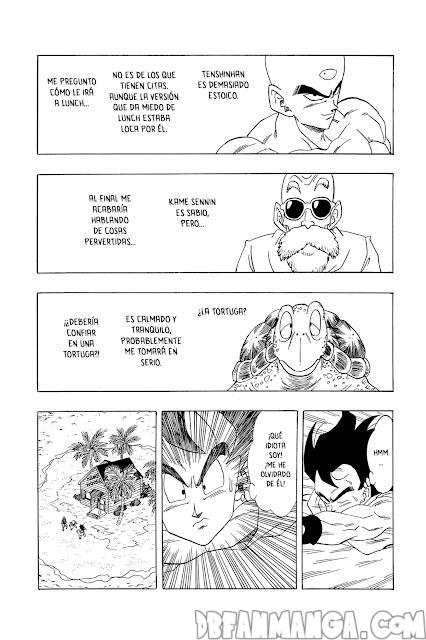 TENSHINHAN
ES DEMASIADO
ESTOICO.
NO ES DE LOS QUE
TIENEN CITAS.
AUNQUE LA VERSIÓN
QUE DA MIEDO DE
LUNCH ESTABA
LOCA POR ÉL.
ME PREGUNTO
CÓMO LE IRÁ
A LUNCH...
KAME SENNIN
ES SABIO,
PERO...
AL FINAL ME
ACABARÍA
HABLANDO
DE COSAS
PERVERTIDAS...
¿LA TORTUGA?
ES CALMADO Y
TRANQUILO,
PROBABLEMENTE
ME TOMARÁ EN
SERIO.
¡¿DEBERÍA
CONFIAR
EN UNA
TORTUGA?!
HMM...
¡QUÉ
IDIOTA
SOY!
¡ME HE
OLVIDADO
DE ÉL!
DBFANMANGA.COM